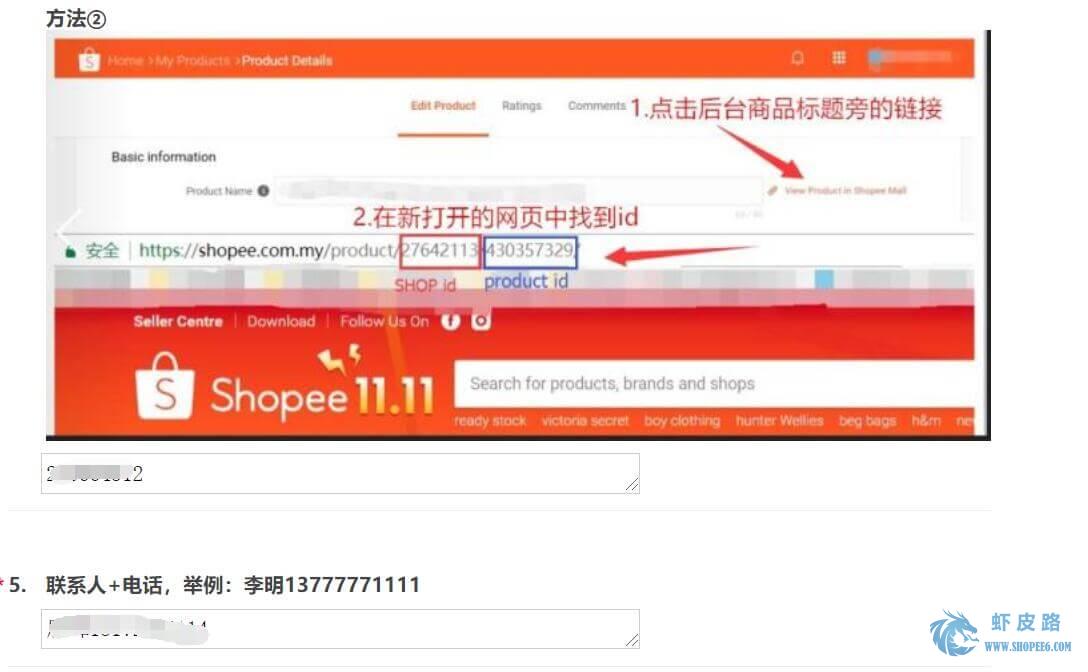 方法②
Home > My Products > Product Details
Edit Product Ratings Comments
1.点击后台商品标题旁的链接
Basic information
Product Name
View Product in Shopee Mall
2.在新打开的网页中找到id
安全 https://shopee.com.my/product/27642113/430357329/
SHOP id product id
Seller Centre Download Follow Us On
Shopee 11.11
Search for products, brands and shops
ready stock victoria secret boy clothing hunter Wellies beg bags h&m
* 5. 联系人+电话，举例：李明13777771111
虾皮路
WWW.SHOPEE6.COM